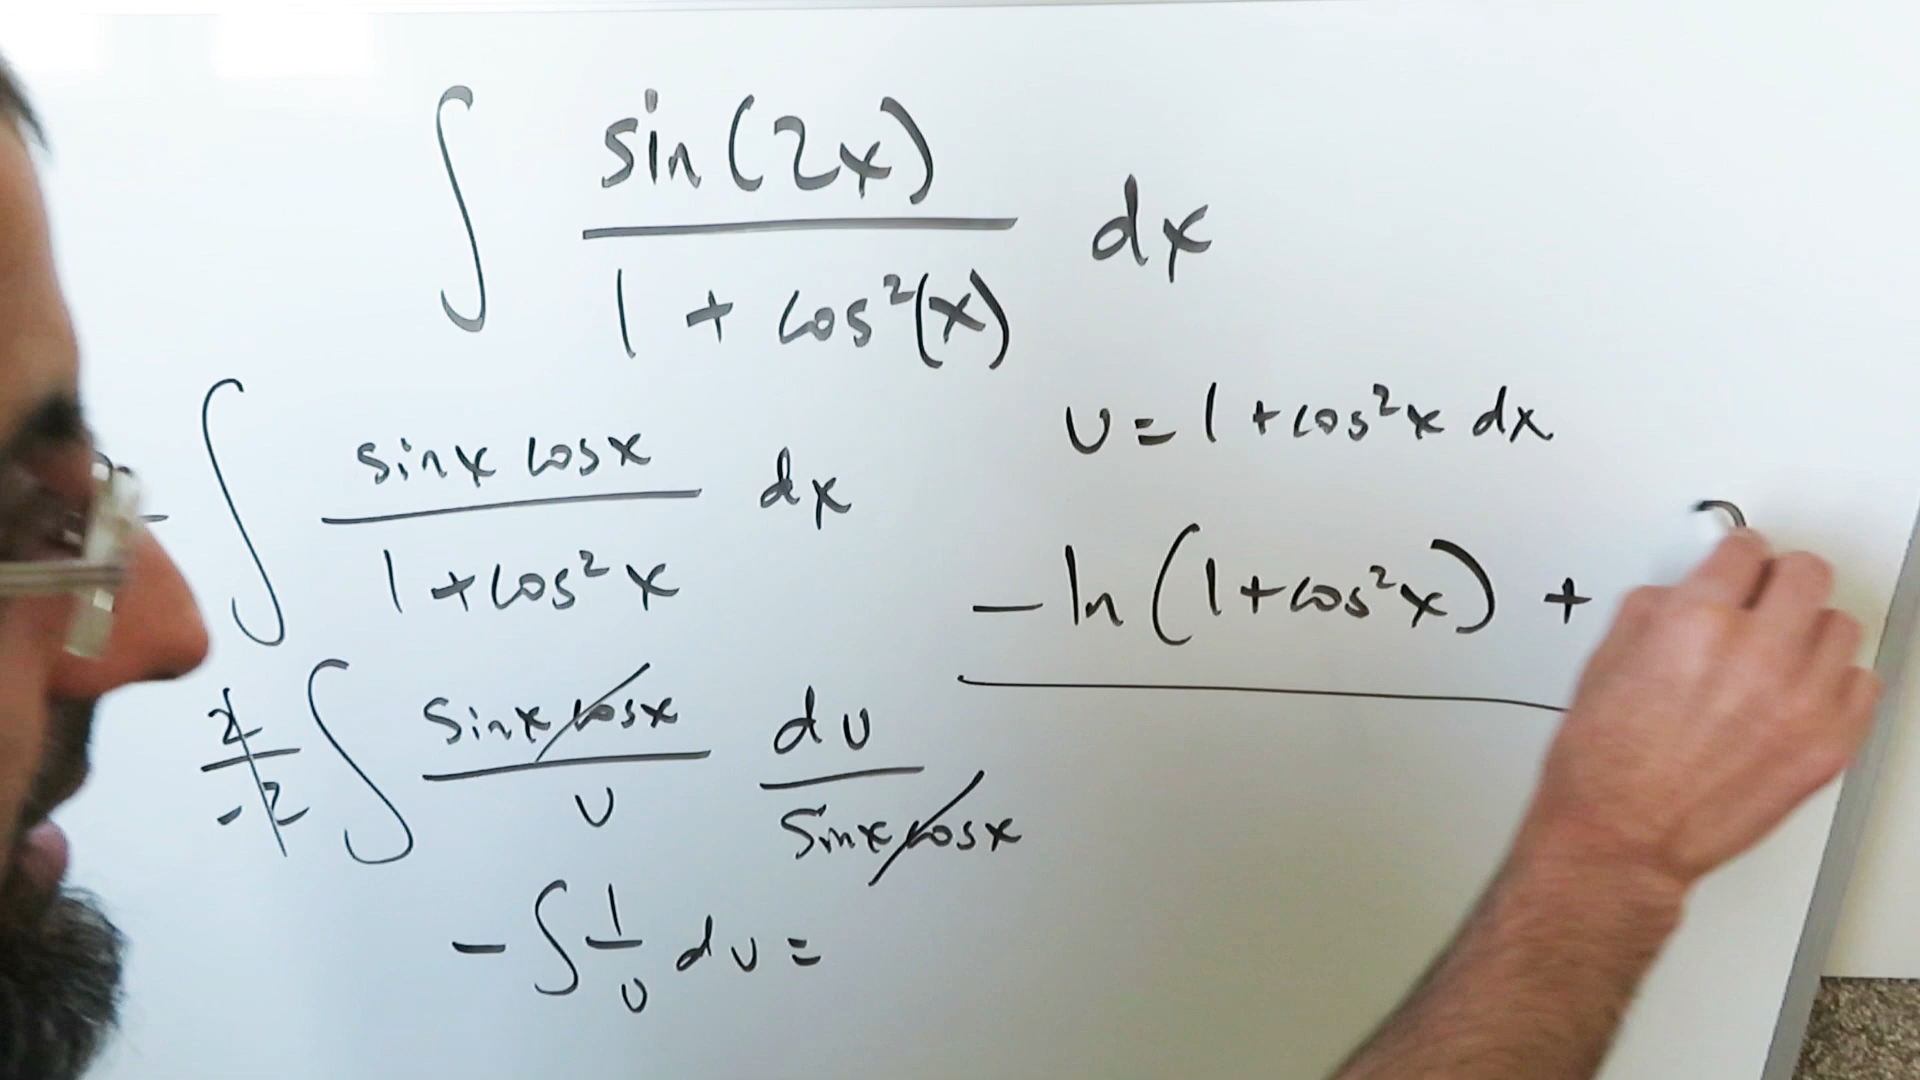 ∫ sin(2x) / 1 + cos²(x) dx
∫ sinx cosx / 1+cos²x dx
u = 1 + cos²x dx
2/-2 ∫ sinx cosx / u du / sinx cosx
- ln (1+cos²x) +
- ∫ 1/u du =